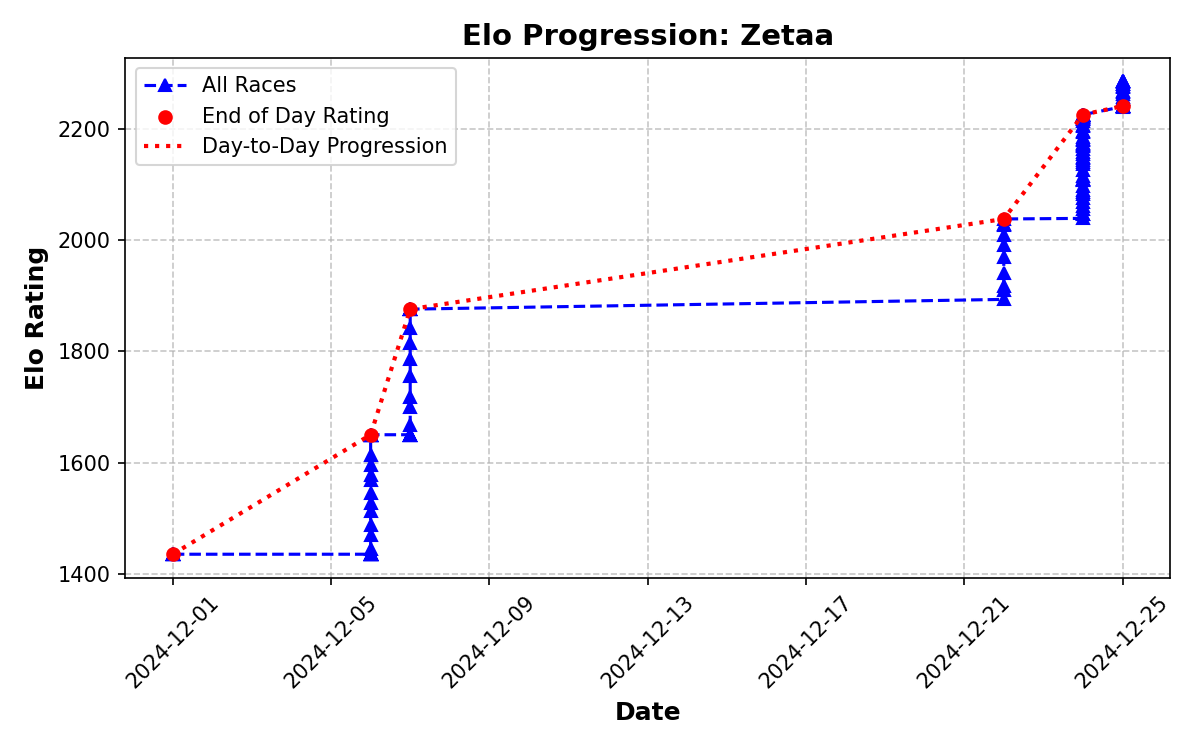 Elo Progression: Zetaa
All Races
End of Day Rating
Day-to-Day Progression
Elo Rating
2200
2000
1800
1600
1400
2024-12-01
2024-12-05
2024-12-09
2024-12-13
2024-12-17
2024-12-21
2024-12-25
Date